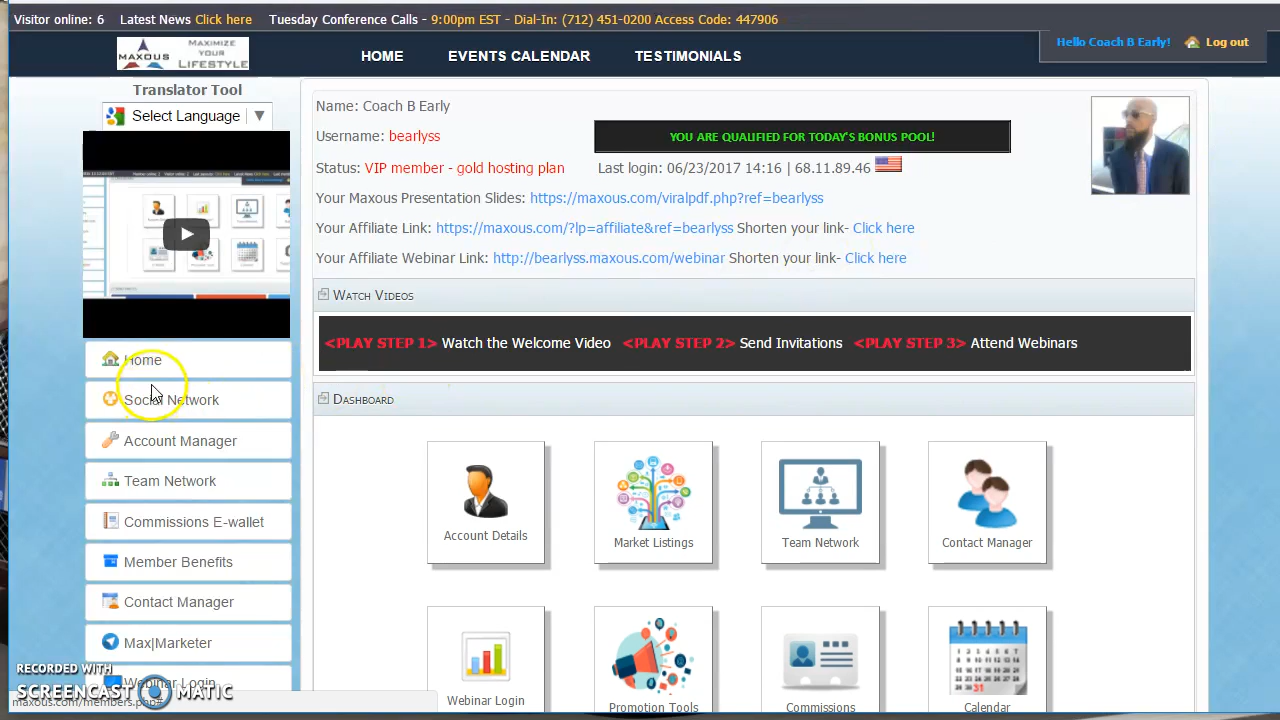 Visitor online: 6 Latest News Click here Tuesday Conference Calls - 9:00pm EST - Dial-In: (712) 451-0200 Access Code: 447906
MAXOUS MAXIMIZE YOUR LIFESTYLE
HOME EVENTS CALENDAR TESTIMONIALS
Hello Coach B Early! Log out
Translator Tool
Select Language
Name: Coach B Early
Username: bearlyss
YOU ARE QUALIFIED FOR TODAY'S BONUS POOL!
Status: VIP member - gold hosting plan Last login: 06/23/2017 14:16 | 68.11.89.46
Your Maxous Presentation Slides: https://maxous.com/viralpdf.php?ref=bearlyss
Your Affiliate Link: https://maxous.com/?lp=affiliate&ref=bearlyss Shorten your link- Click here
Your Affiliate Webinar Link: http://bearlyss.maxous.com/webinar Shorten your link- Click here
Watch Videos
<PLAY STEP 1> Watch the Welcome Video <PLAY STEP 2> Send Invitations <PLAY STEP 3> Attend Webinars
Home
Social Network
Account Manager
Team Network
Commissions E-wallet
Member Benefits
Contact Manager
Max|Marketer
Webinar Login
Dashboard
Account Details Market Listings Team Network Contact Manager
Webinar Login Promotion Tools Commissions Calendar
RECORDED WITH
SCREENCAST MATIC
maxous.com/members.php#